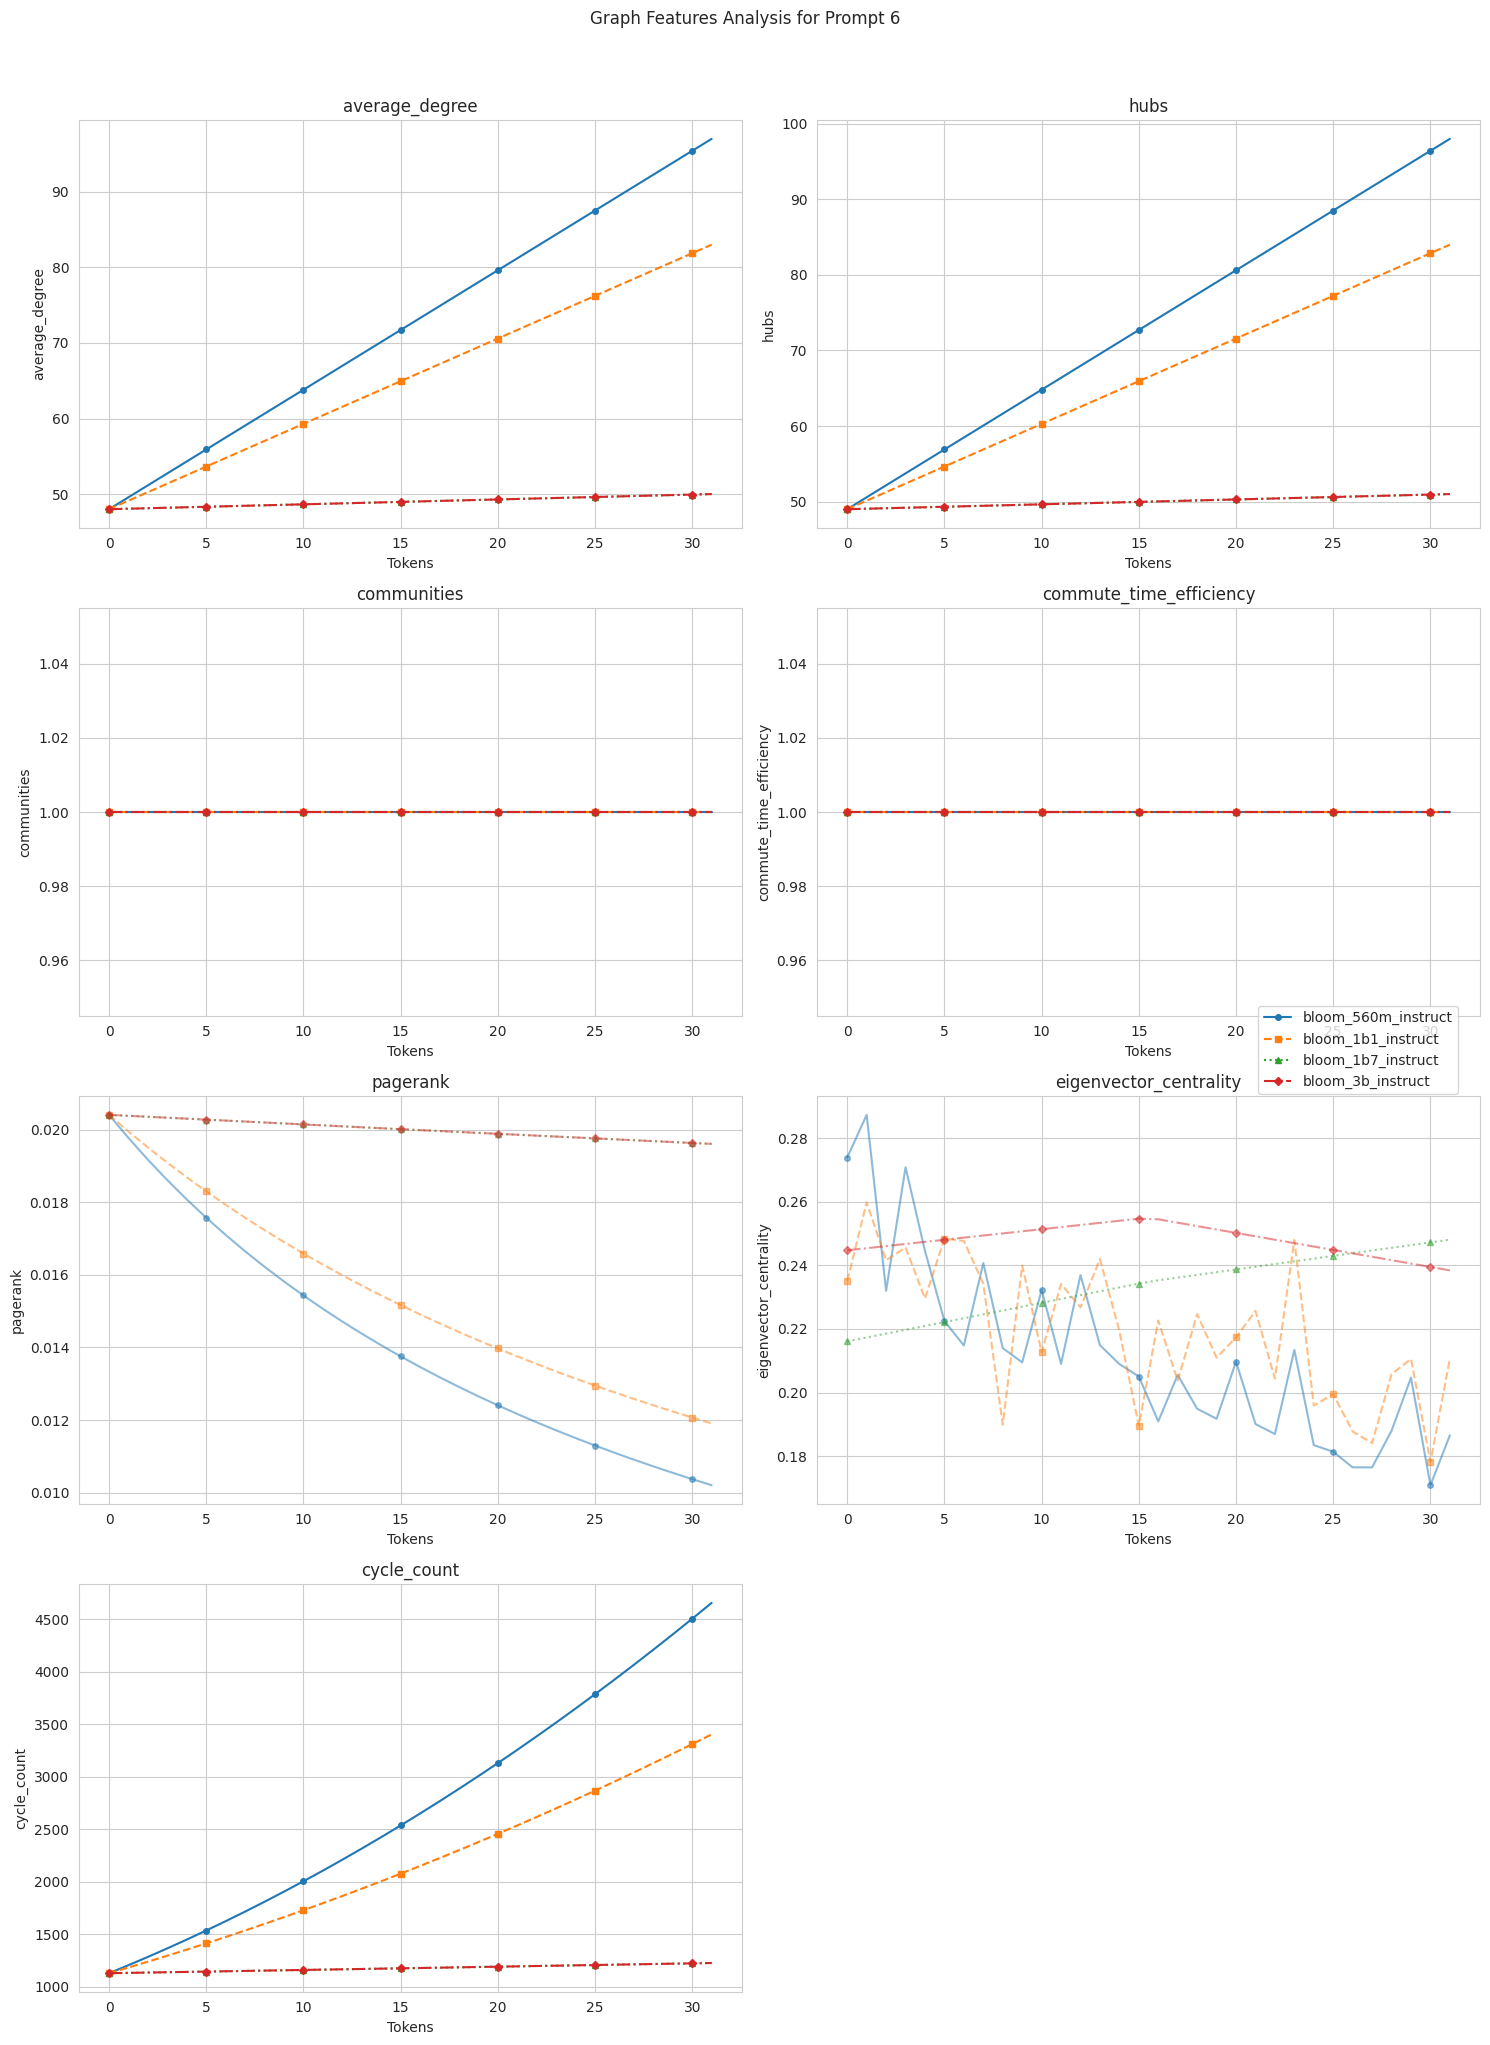 Graph Features Analysis for Prompt 6
average_degree
average_degree
90
80
70
60
50
0 5 10 15 20 25 30
Tokens
hubs
hubs
100
90
80
70
60
50
0 5 10 15 20 25 30
Tokens
communities
communities
1.04
1.02
1.00
0.98
0.96
0 5 10 15 20 25 30
Tokens
commute_time_efficiency
commute_time_efficiency
1.04
1.02
1.00
0.98
0.96
0 5 10 15 20 25 30
Tokens
bloom_560m_instruct
bloom_1b1_instruct
bloom_1b7_instruct
bloom_3b_instruct
pagerank
pagerank
0.020
0.018
0.016
0.014
0.012
0.010
0 5 10 15 20 25 30
Tokens
eigenvector_centrality
eigenvector_centrality
0.28
0.26
0.24
0.22
0.20
0.18
0 5 10 15 20 25 30
Tokens
cycle_count
cycle_count
4500
4000
3500
3000
2500
2000
1500
1000
0 5 10 15 20 25 30
Tokens